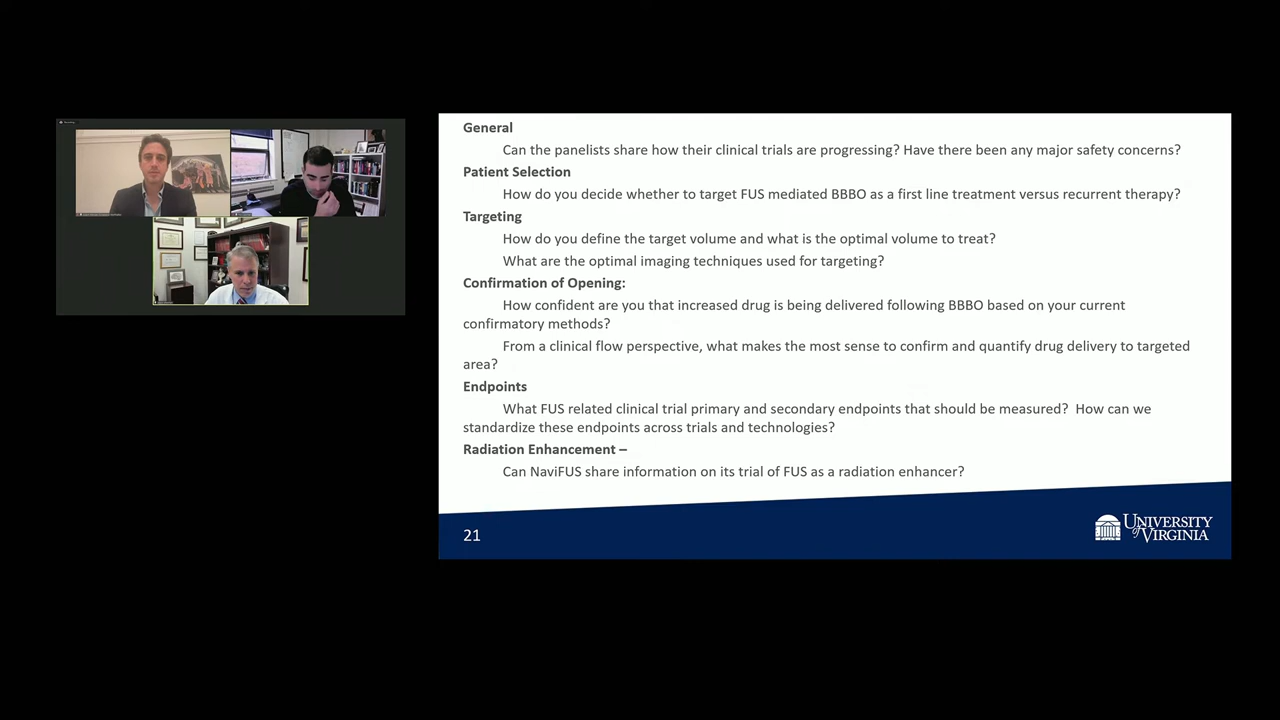 General
Can the panelists share how their clinical trials are progressing? Have there been any major safety concerns?
Patient Selection
How do you decide whether to target FUS mediated BBBO as a first line treatment versus recurrent therapy?
Targeting
How do you define the target volume and what is the optimal volume to treat?
What are the optimal imaging techniques used for targeting?
Confirmation of Opening:
How confident are you that increased drug is being delivered following BBBO based on your current
confirmatory methods?
From a clinical flow perspective, what makes the most sense to confirm and quantify drug delivery to targeted
area?
Endpoints
What FUS related clinical trial primary and secondary endpoints that should be measured? How can we
standardize these endpoints across trials and technologies?
Radiation Enhancement –
Can NaviFUS share information on its trial of FUS as a radiation enhancer?
21
UNIVERSITY
of VIRGINIA